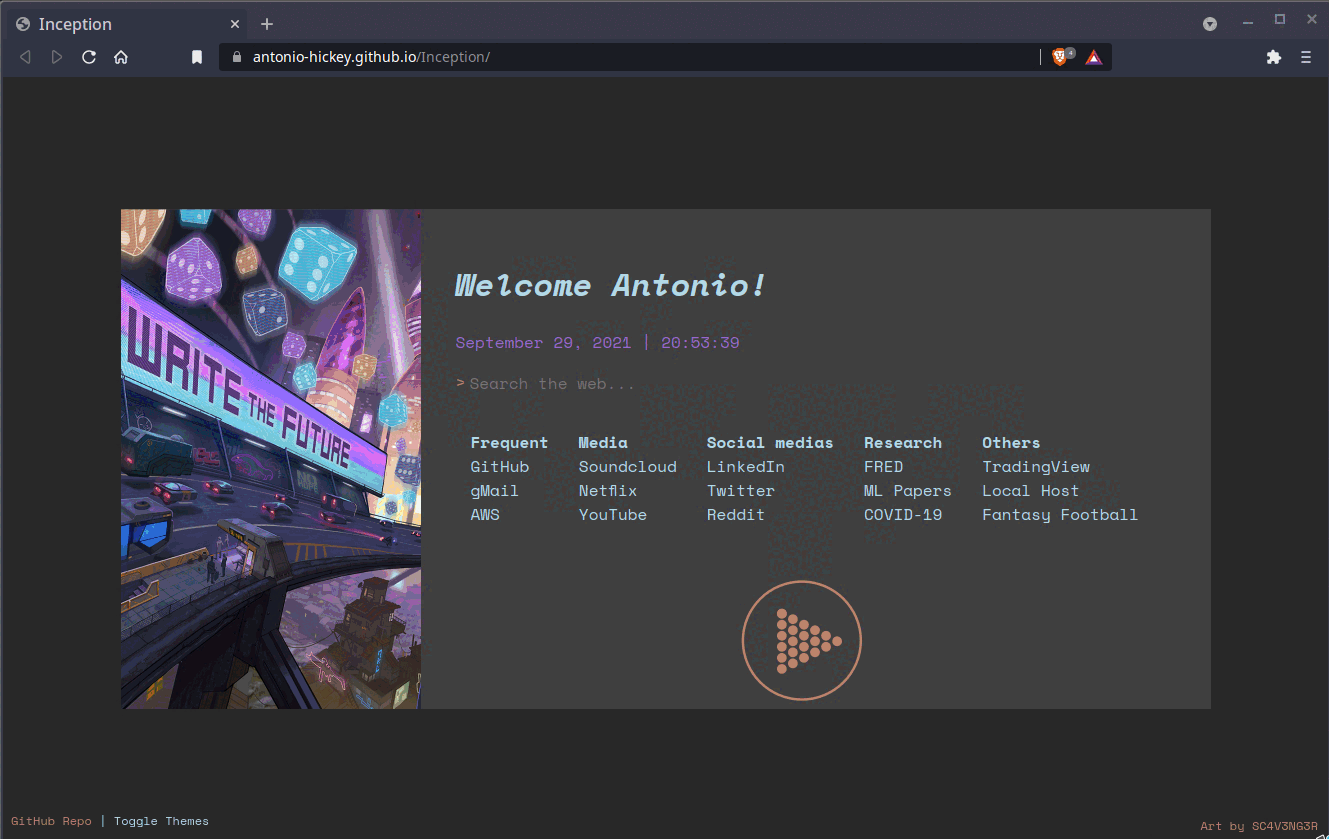 Inception
antonio-hickey.github.io/Inception/
4
WRITE THE FUTURE
Welcome Antonio!
September 29, 2021 | 20:53:39
> Search the web...
Frequent Media Social medias Research Others
GitHub Soundcloud LinkedIn FRED TradingView
gMail Netflix Twitter ML Papers Local Host
AWS YouTube Reddit COVID-19 Fantasy Football
GitHub Repo | Toggle Themes
Art by SC4V3NG3R